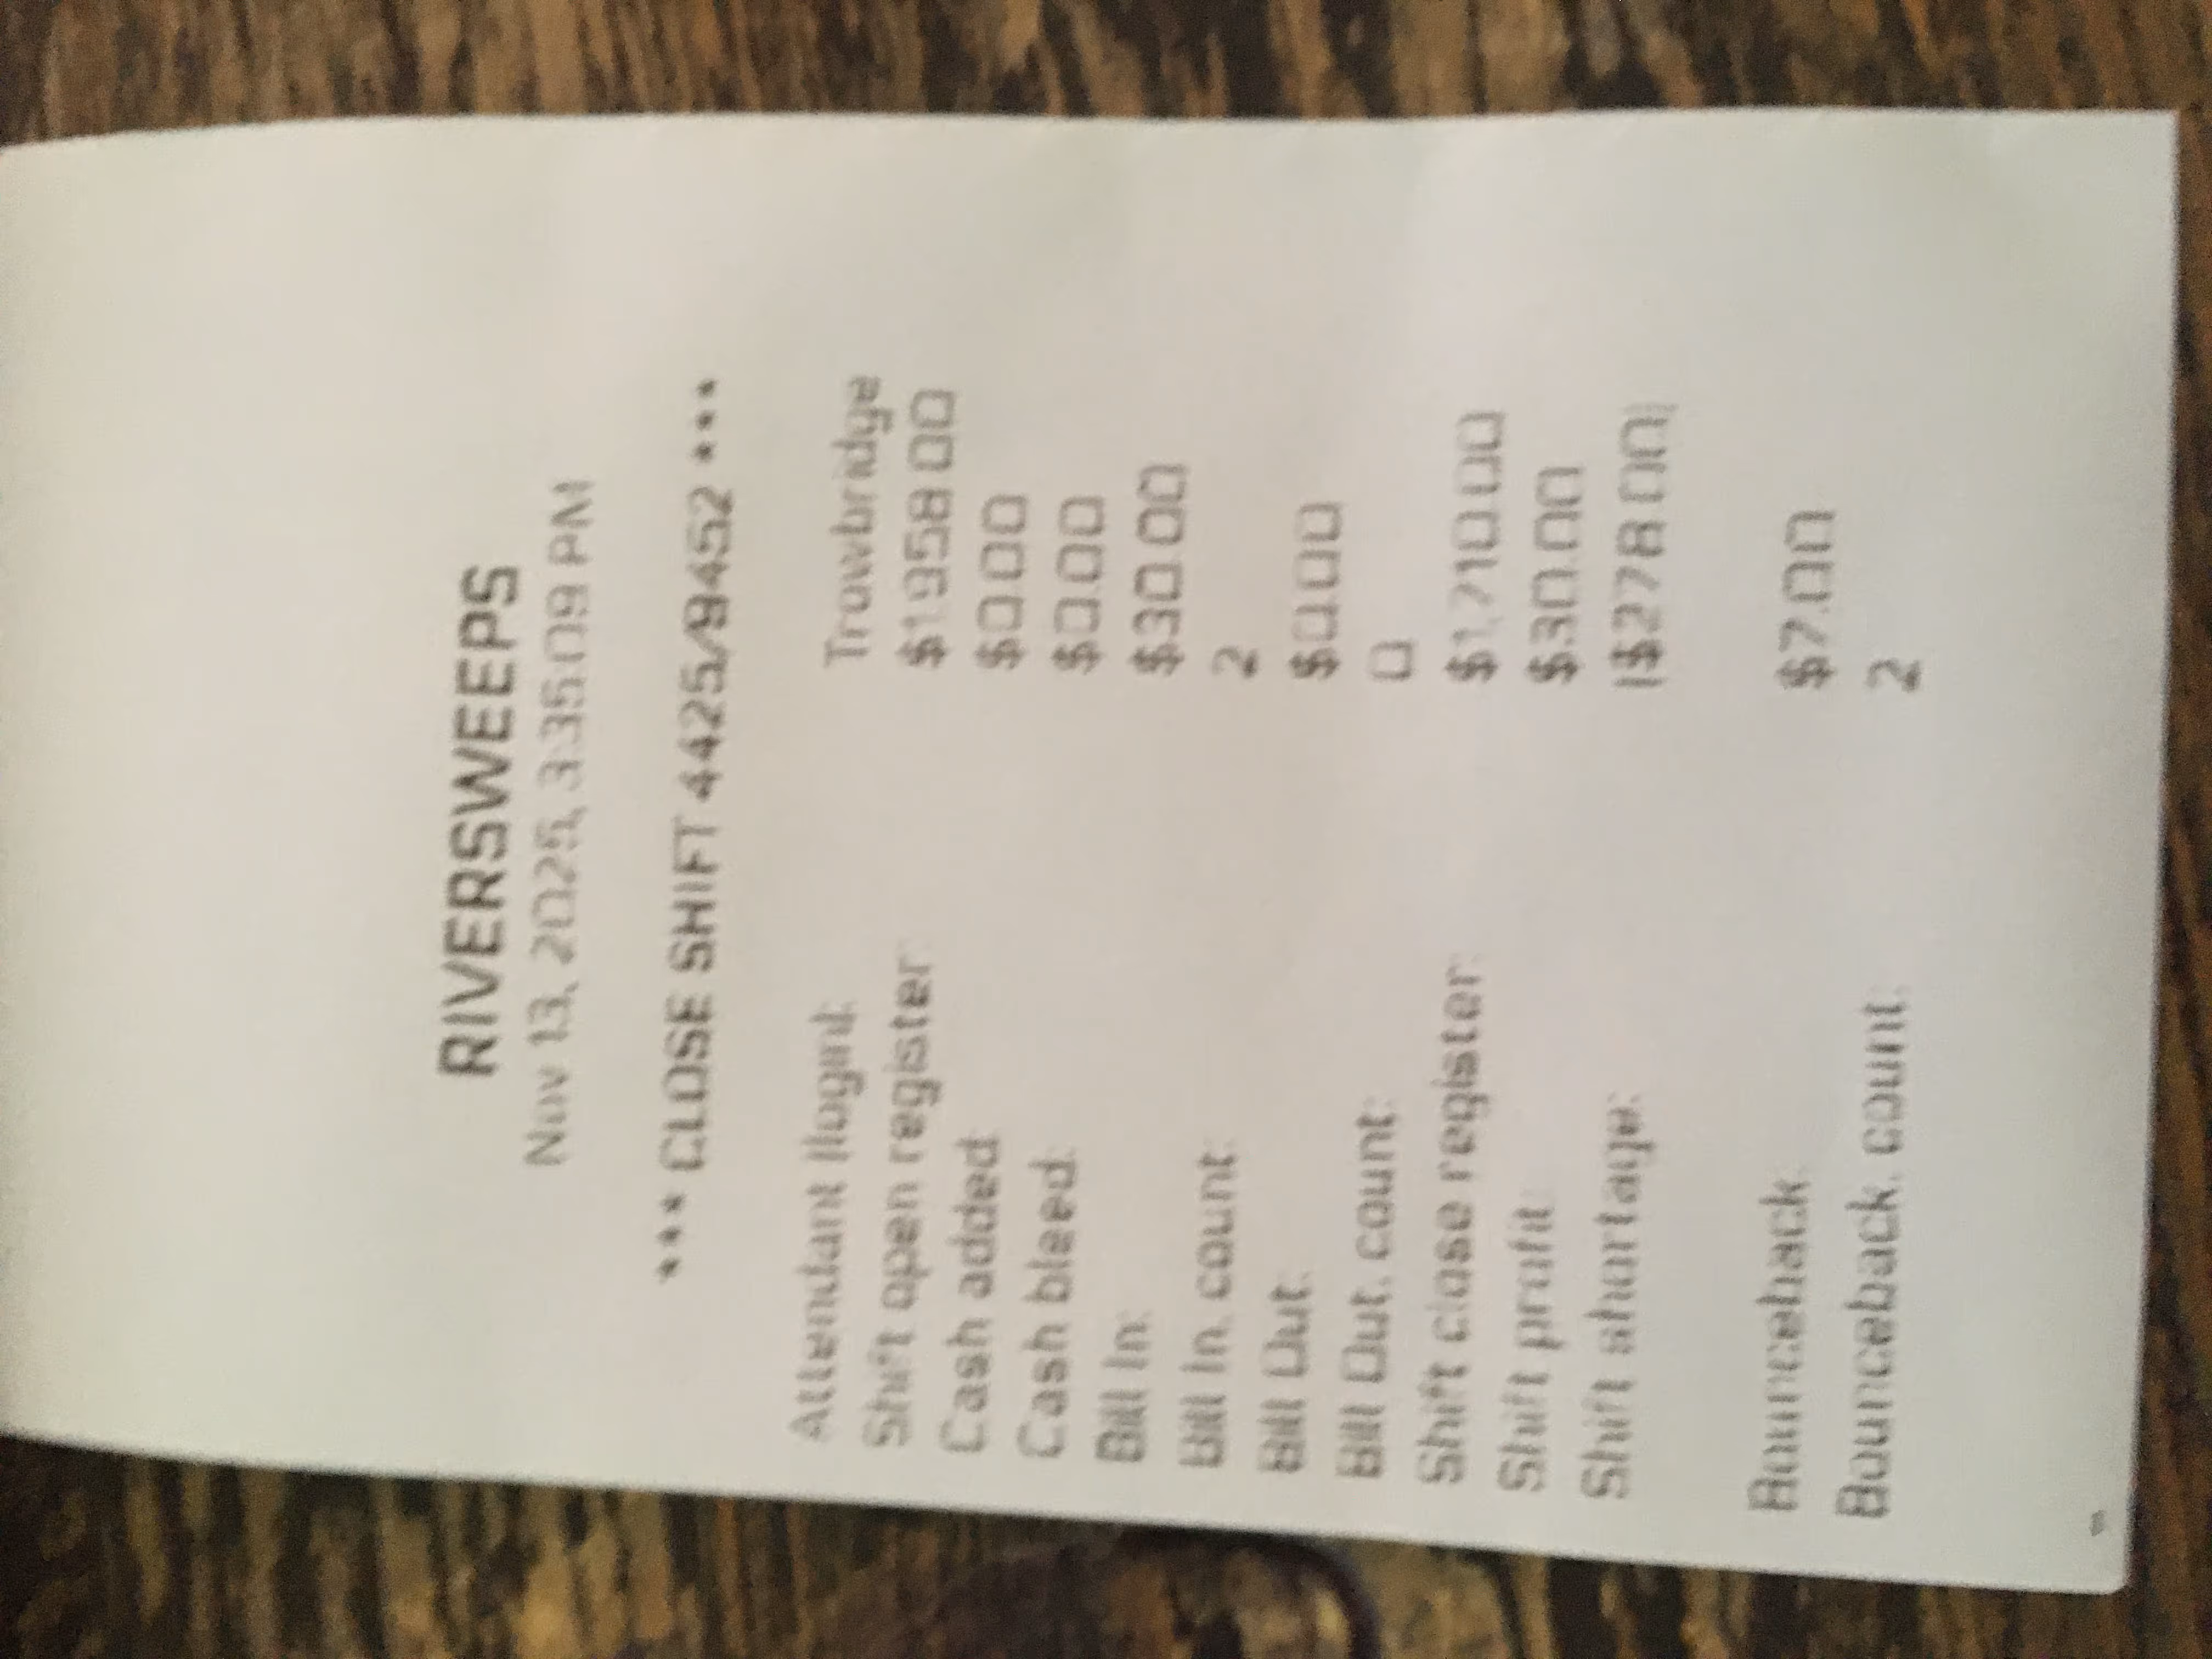 RIVERSWEEPS
Nov 13, 2025, 3:35:09 PM
*** CLOSE SHIFT 4425/9452 ***
Attendant (login): Trowbridge
Shift open register: $1,958.00
Cash added: $0.00
Cash bleed: $0.00
Bill In: $30.00
Bill In, count: 2
Bill Out: $0.00
Bill Out, count: 0
Shift close register: $1,710.00
Shift profit: $30.00
Shift shortage: ($278.00)
Bounceback: $7.00
Bounceback, count: 2